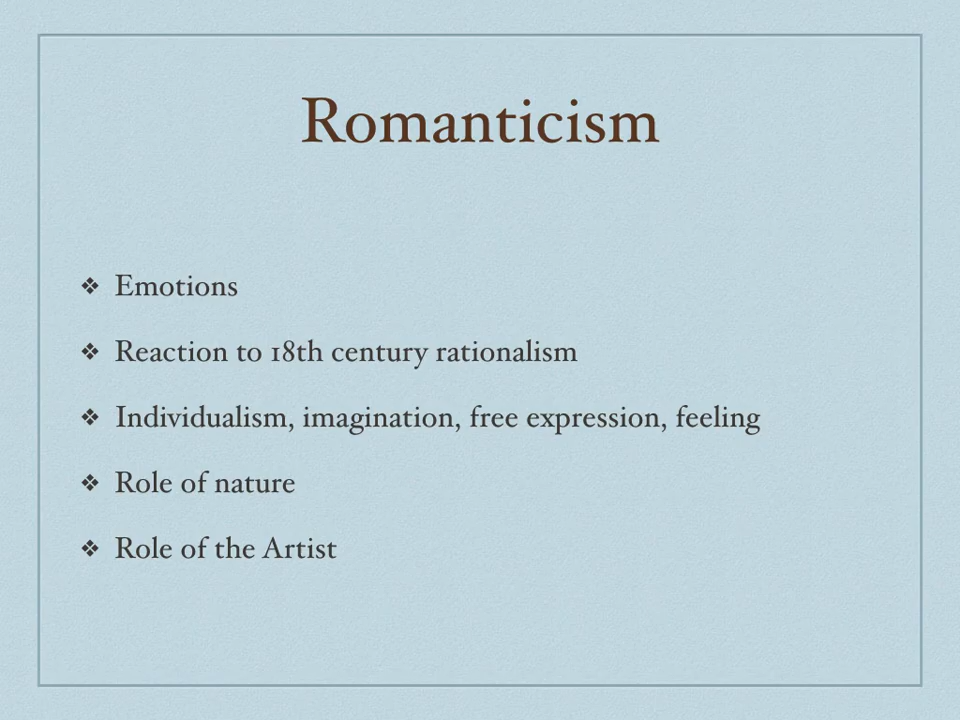 Romanticism
❖ Emotions
❖ Reaction to 18th century rationalism
❖ Individualism, imagination, free expression, feeling
❖ Role of nature
❖ Role of the Artist